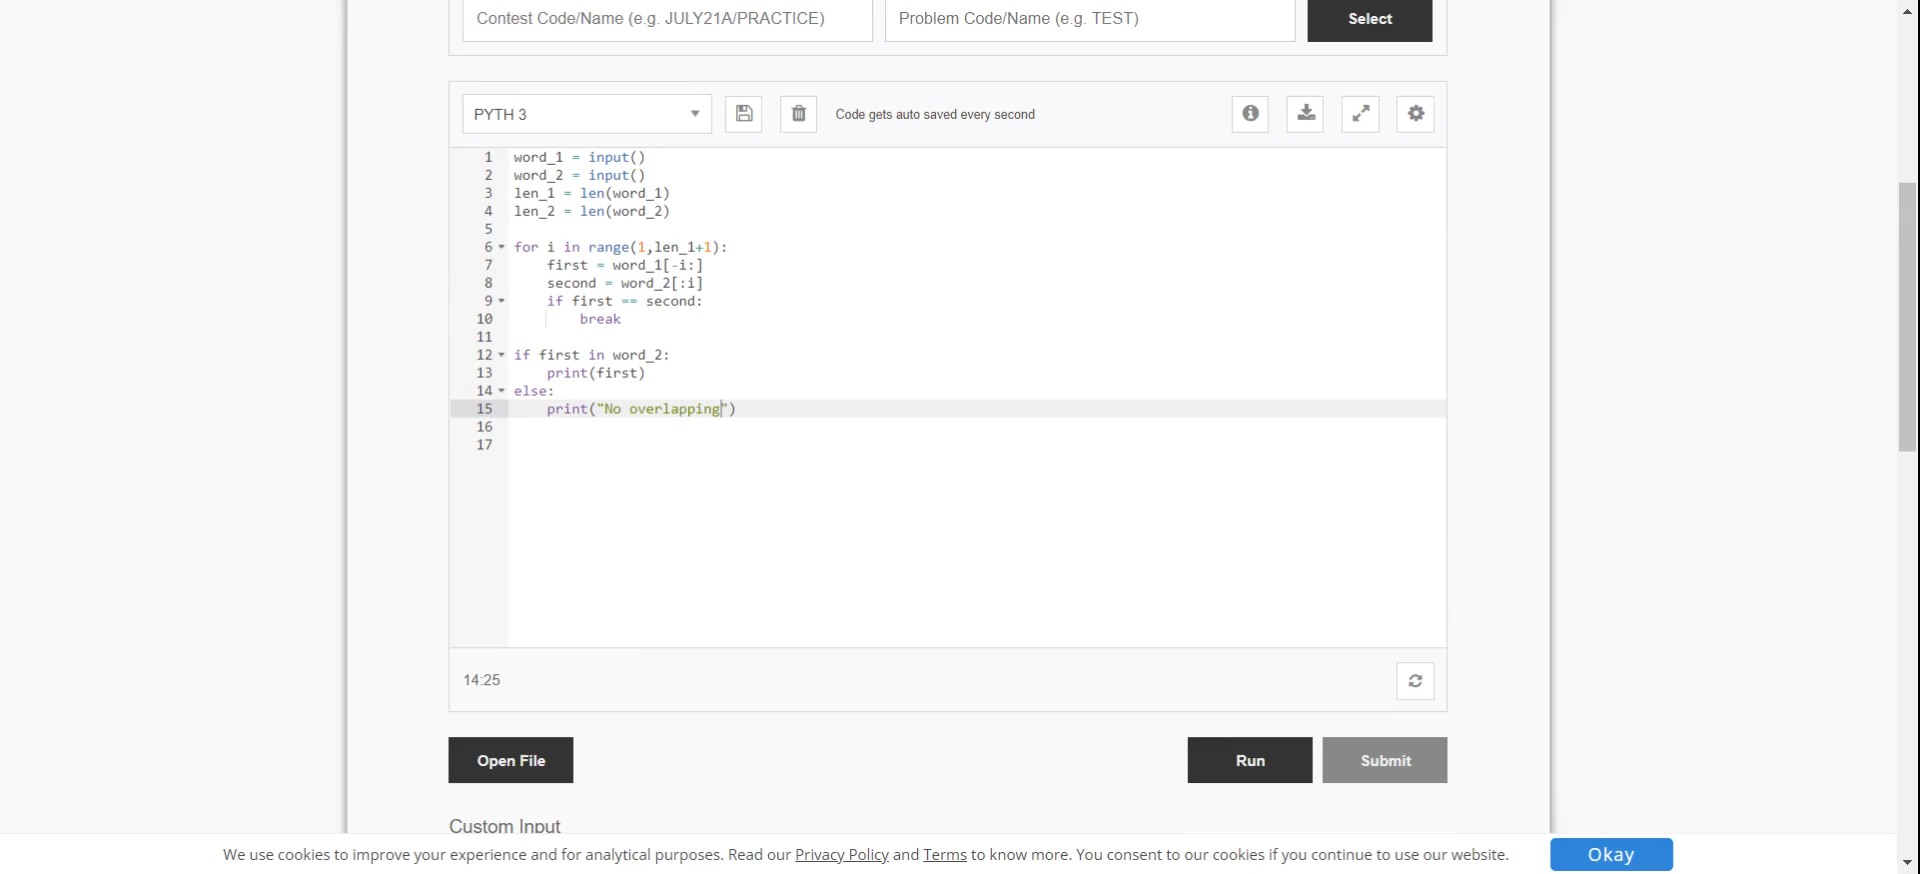 Contest Code/Name (e.g. JULY21A/PRACTICE) Problem Code/Name (e.g. TEST) Select
PYTH 3 Code gets auto saved every second
1 word_1 = input()
2 word_2 = input()
3 len_1 = len(word_1)
4 len_2 = len(word_2)
5
6 for i in range(1,len_1+1):
7     first = word_1[-i:]
8     second = word_2[:i]
9     if first == second:
10         break
11
12 if first in word_2:
13     print(first)
14 else:
15     print("No overlapping")
16
17
14:25
Open File Run Submit
Custom Input
We use cookies to improve your experience and for analytical purposes. Read our Privacy Policy and Terms to know more. You consent to our cookies if you continue to use our website. Okay